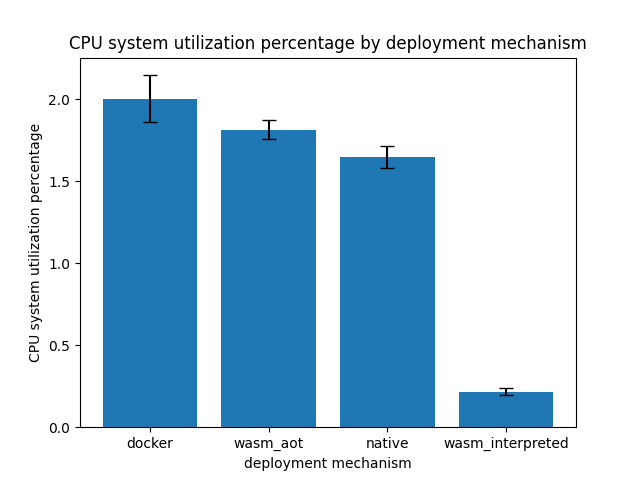 CPU system utilization percentage by deployment mechanism
CPU system utilization percentage
2.0
1.5
1.0
0.5
0.0
docker wasm_aot native wasm_interpreted
deployment mechanism